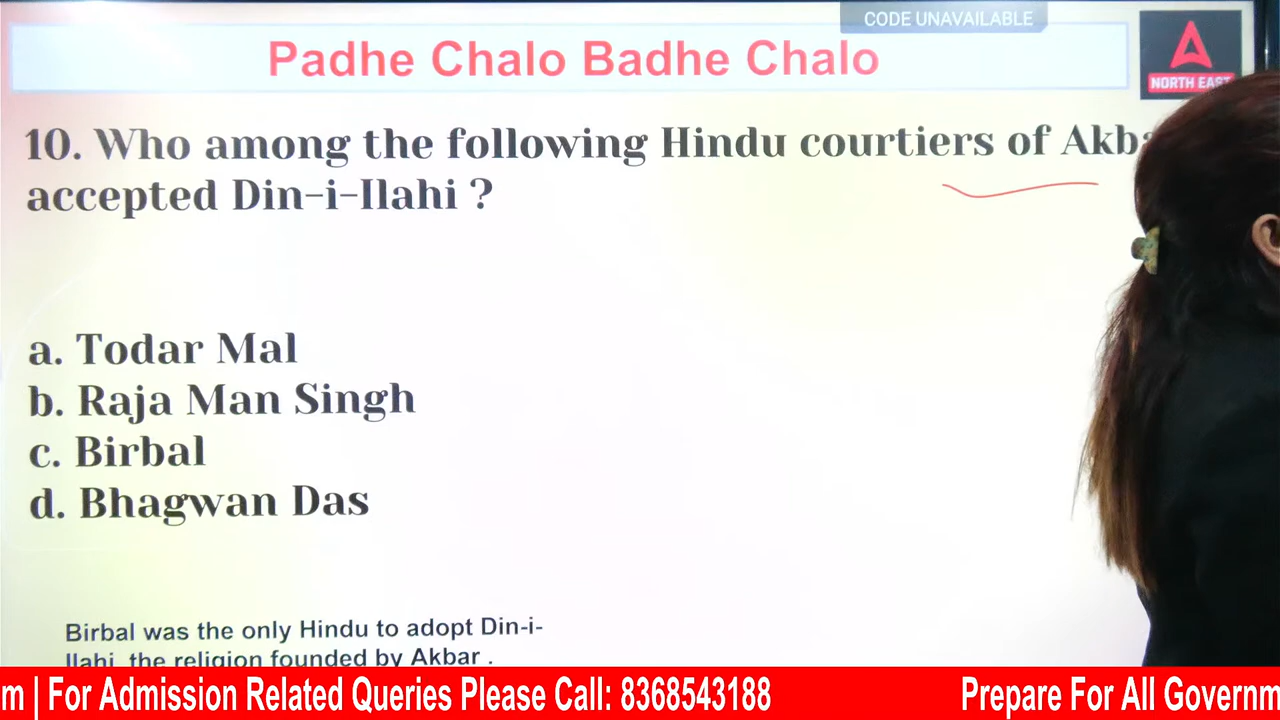 CODE UNAVAILABLE
Padhe Chalo Badhe Chalo
NORTH EAST
10. Who among the following Hindu courtiers of
accepted Din-i-Ilahi ?
a. Todar Mal
b. Raja Man Singh
c. Birbal
d. Bhagwan Das
Birbal was the only Hindu to adopt Din-i-
Ilahi, the religion founded by Akbar .
m | For Admission Related Queries Please Call: 8368543188
Prepare For All Governm